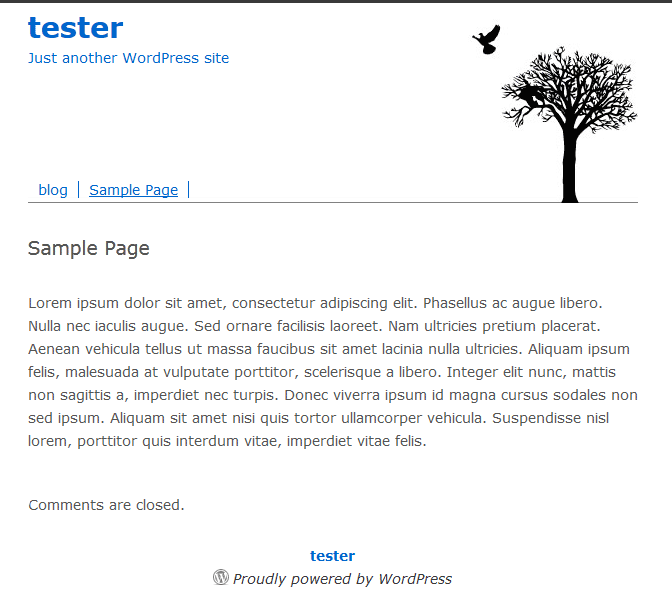 tester
Just another WordPress site
blog
Sample Page
Sample Page
Lorem ipsum dolor sit amet, consectetur adipiscing elit. Phasellus ac augue libero.
Nulla nec iaculis augue. Sed ornare facilisis laoreet. Nam ultricies pretium placerat.
Aenean vehicula tellus ut massa faucibus sit amet lacinia nulla ultricies. Aliquam ipsum
felis, malesuada at vulputate porttitor, scelerisque a libero. Integer elit nunc, mattis
non sagittis a, imperdiet nec turpis. Donec viverra ipsum id magna cursus sodales non
sed ipsum. Aliquam sit amet nisi quis tortor ullamcorper vehicula. Suspendisse nisl
lorem, porttitor quis interdum vitae, imperdiet vitae felis.
Comments are closed.
tester
Proudly powered by WordPress